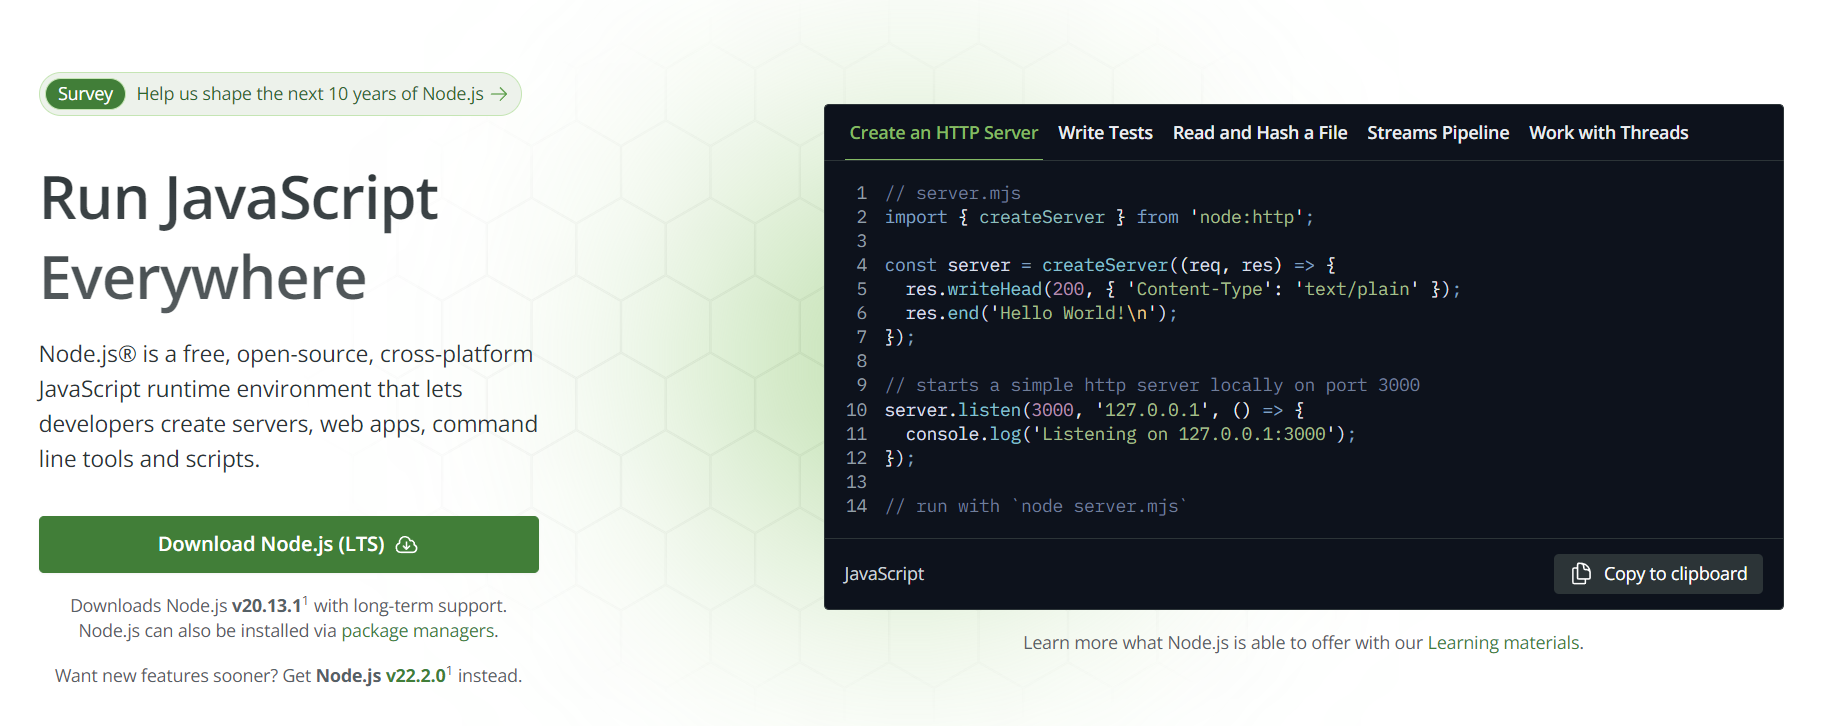 Survey Help us shape the next 10 years of Node.js →
Run JavaScript
Everywhere
Node.js® is a free, open-source, cross-platform
JavaScript runtime environment that lets
developers create servers, web apps, command
line tools and scripts.
Download Node.js (LTS)
Downloads Node.js v20.13.1¹ with long-term support.
Node.js can also be installed via package managers.
Want new features sooner? Get Node.js v22.2.0¹ instead.
Create an HTTP Server Write Tests Read and Hash a File Streams Pipeline Work with Threads
1 // server.mjs
2 import { createServer } from 'node:http';
3
4 const server = createServer((req, res) => {
5   res.writeHead(200, { 'Content-Type': 'text/plain' });
6   res.end('Hello World!\n');
7 });
8
9 // starts a simple http server locally on port 3000
10 server.listen(3000, '127.0.0.1', () => {
11   console.log('Listening on 127.0.0.1:3000');
12 });
13
14 // run with `node server.mjs`
JavaScript Copy to clipboard
Learn more what Node.js is able to offer with our Learning materials.